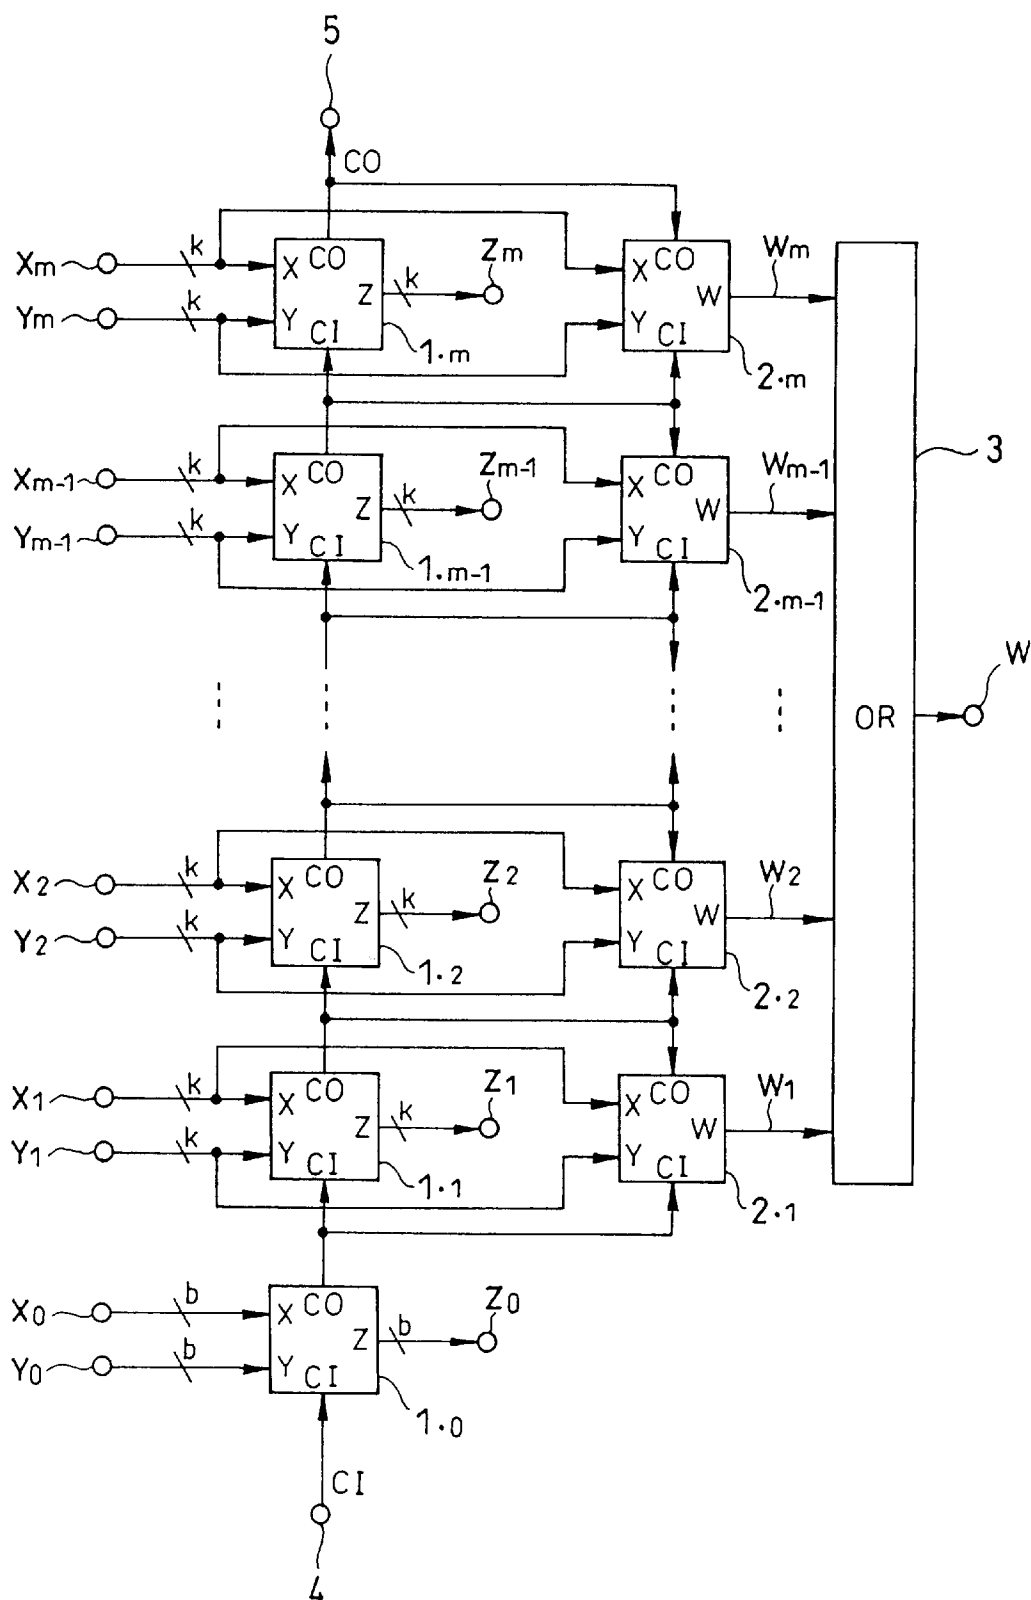 5
CO
Xm k X CO Z k Zm X CO W Wm
Ym k Y CI 1·m Y CI 2·m
Xm-1 k X CO Z k Zm-1 X CO W Wm-1 3
Ym-1 k Y CI 1·m-1 Y CI 2·m-1
W
OR
X2 k X CO Z k Z2 X CO W W2
Y2 k Y CI 1·2 Y CI 2·2
X1 k X CO Z k Z1 X CO W W1
Y1 k Y CI 1·1 Y CI 2·1
X0 b X CO Z b Z0
Y0 b Y CI 1·0
CI
4